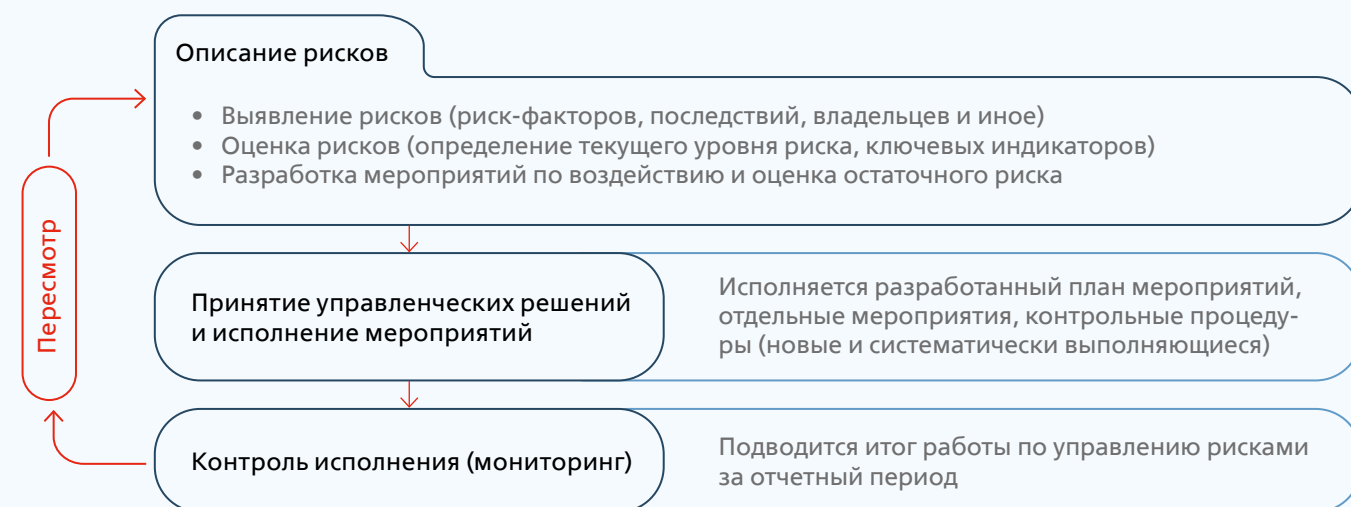 Описание рисков
• Выявление рисков (риск-факторов, последствий, владельцев и иное)
• Оценка рисков (определение текущего уровня риска, ключевых индикаторов)
• Разработка мероприятий по воздействию и оценка остаточного риска
Пересмотр
Принятие управленческих решений
и исполнение мероприятий
Исполняется разработанный план мероприятий,
отдельные мероприятия, контрольные процеду-
ры (новые и систематически выполняющиеся)
Контроль исполнения (мониторинг)
Подводится итог работы по управлению рисками
за отчетный период